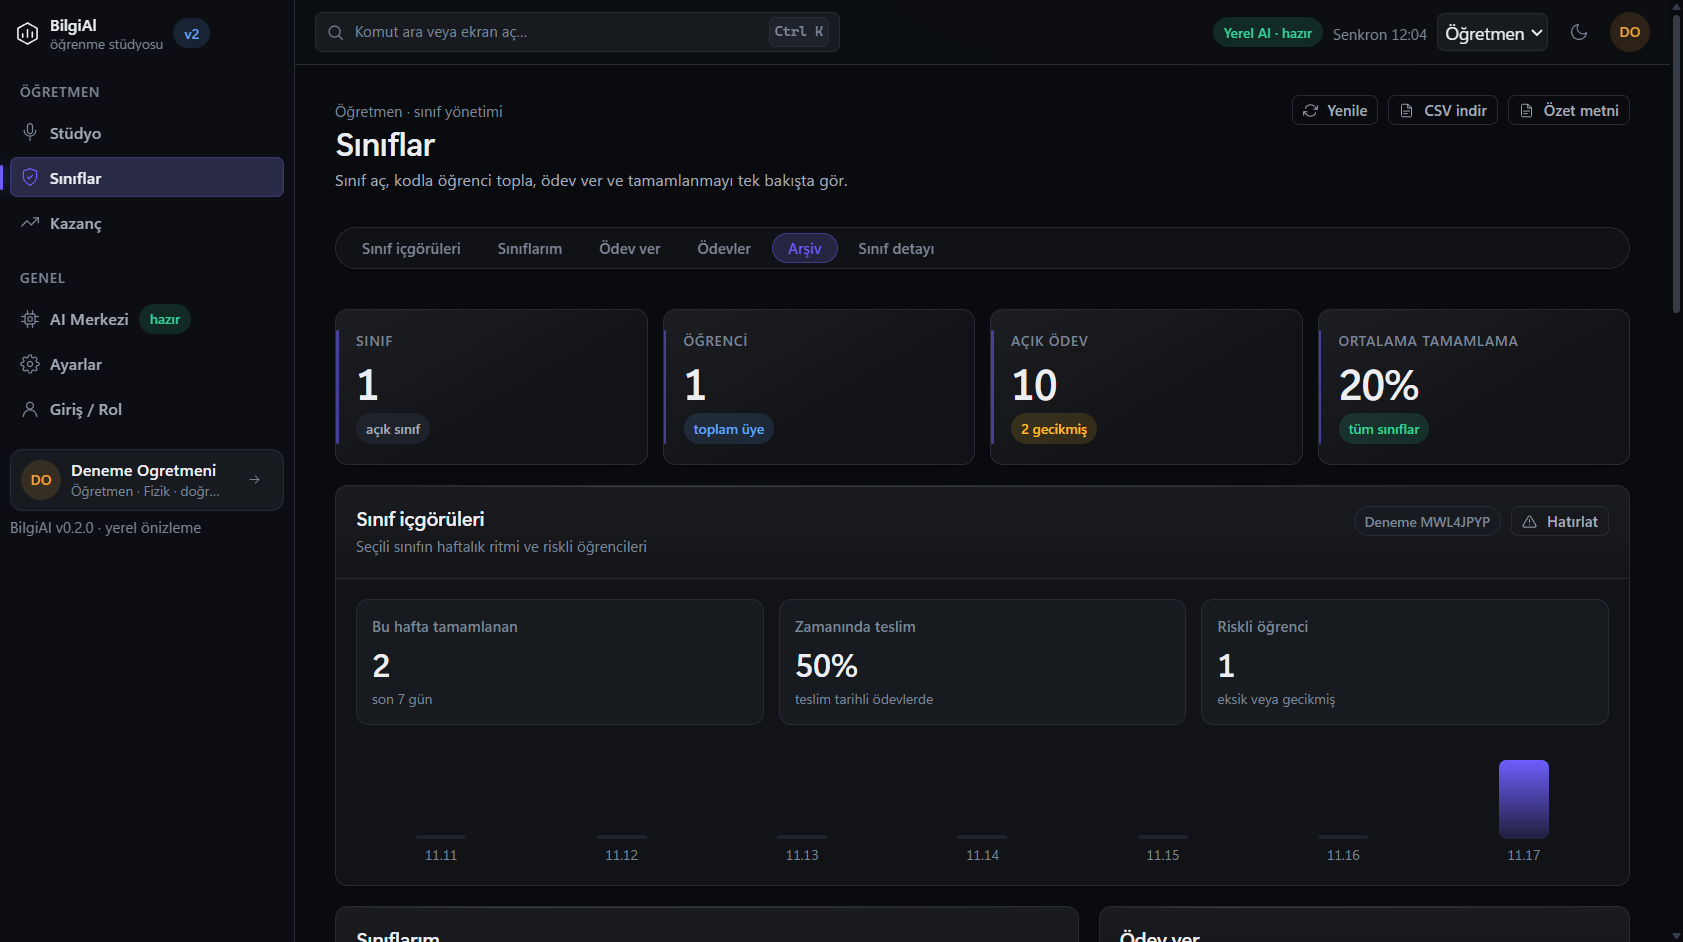 BilgiAI
öğrenme stüdyosu
v2
Komut ara veya ekran aç...
Ctrl K
Yerel AI · hazır
Senkron 12:04
Öğretmen
DO
ÖĞRETMEN
Stüdyo
Sınıflar
Kazanç
GENEL
AI Merkezi
hazır
Ayarlar
Giriş / Rol
DO
Deneme Ogretmeni
Öğretmen · Fizik · doğr...
BilgiAI v0.2.0 · yerel önizleme
Öğretmen · sınıf yönetimi
Sınıflar
Sınıf aç, kodla öğrenci topla, ödev ver ve tamamlanmayı tek bakışta gör.
Yenile
CSV indir
Özet metni
Sınıf içgörüleri
Sınıflarım
Ödev ver
Ödevler
Arşiv
Sınıf detayı
SINIF
1
açık sınıf
ÖĞRENCİ
1
toplam üye
AÇIK ÖDEV
10
2 gecikmiş
ORTALAMA TAMAMLAMA
20%
tüm sınıflar
Sınıf içgörüleri
Seçili sınıfın haftalık ritmi ve riskli öğrencileri
Deneme MWL4JPYP
Hatırlat
Bu hafta tamamlanan
2
son 7 gün
Zamanında teslim
50%
teslim tarihli ödevlerde
Riskli öğrenci
1
eksik veya gecikmiş
11.11
11.12
11.13
11.14
11.15
11.16
11.17
Sınıflarım
Ödev ver